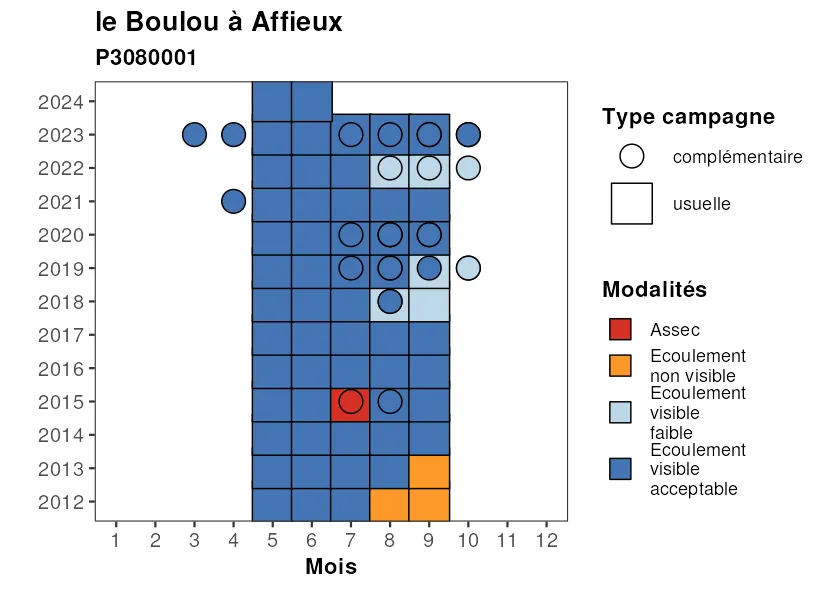 le Boulou à Affieux
P3080001
2024
2023
2022
2021
2020
2019
2018
2017
2016
2015
2014
2013
2012
1 2 3 4 5 6 7 8 9 10 11 12
Mois
Type campagne
complémentaire
usuelle
Modalités
Assec
Ecoulement
non visible
Ecoulement
visible
faible
Ecoulement
visible
acceptable